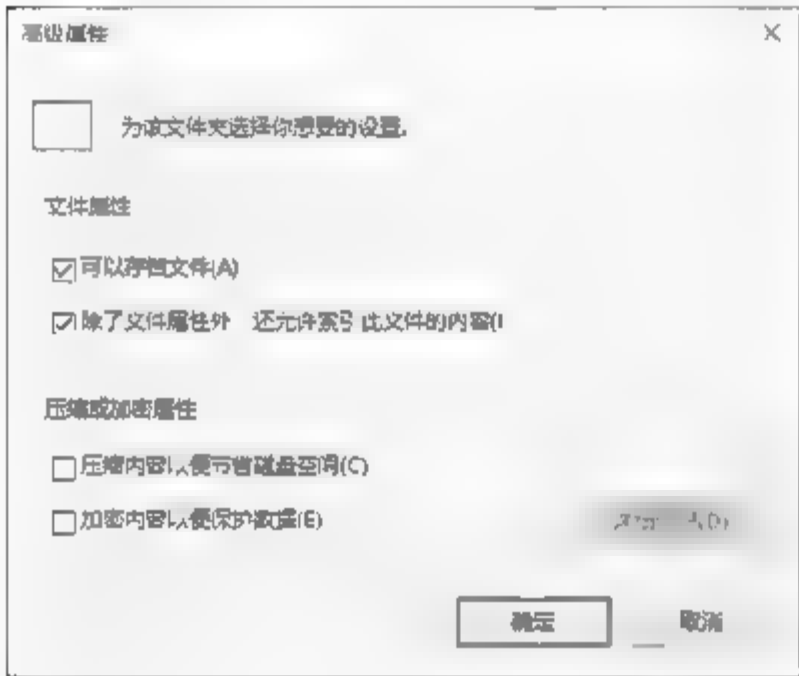 高级属性
为该文件夹选择你想要的设置。
文件属性
可以存档文件(A)
除了文件属性外 还允许索引此文件的内容(I
压缩或加密属性
压缩内容以便节省磁盘空间(C)
加密内容以便保护数据(E)
确定
取消